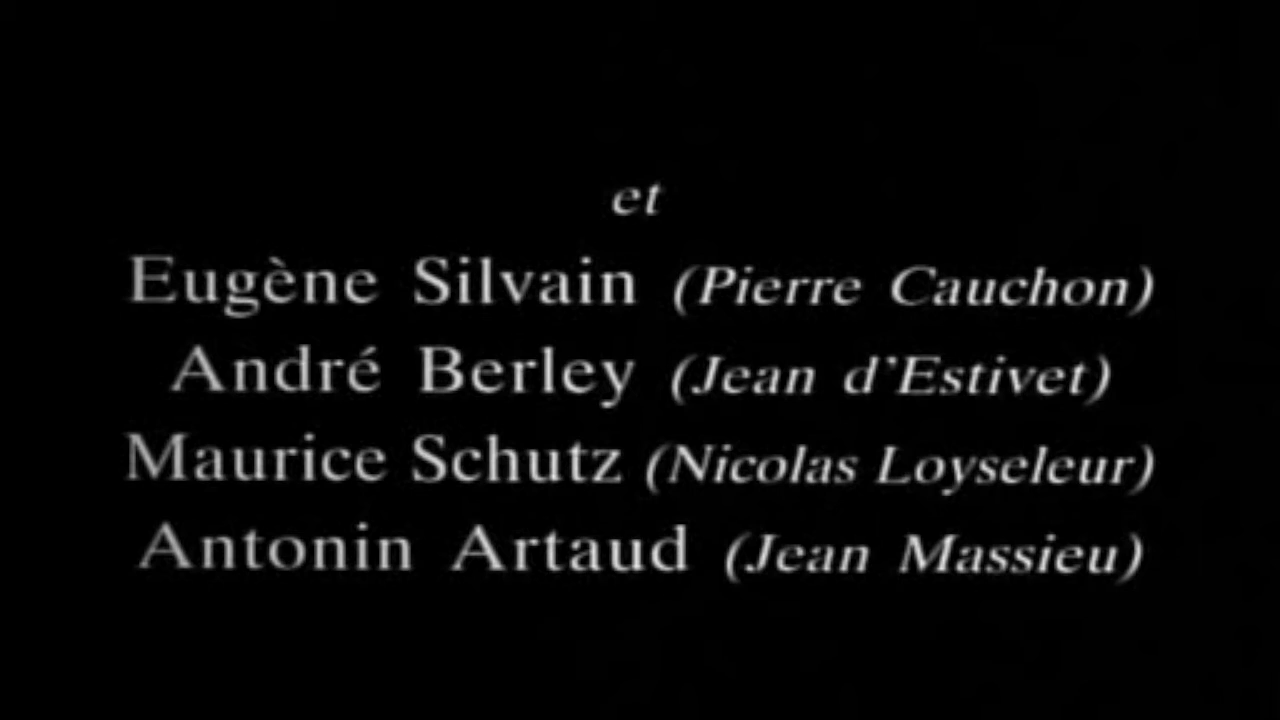 et
Eugène Silvain (Pierre Cauchon)
André Berley (Jean d'Estivet)
Maurice Schutz (Nicolas Loyseleur)
Antonin Artaud (Jean Massieu)